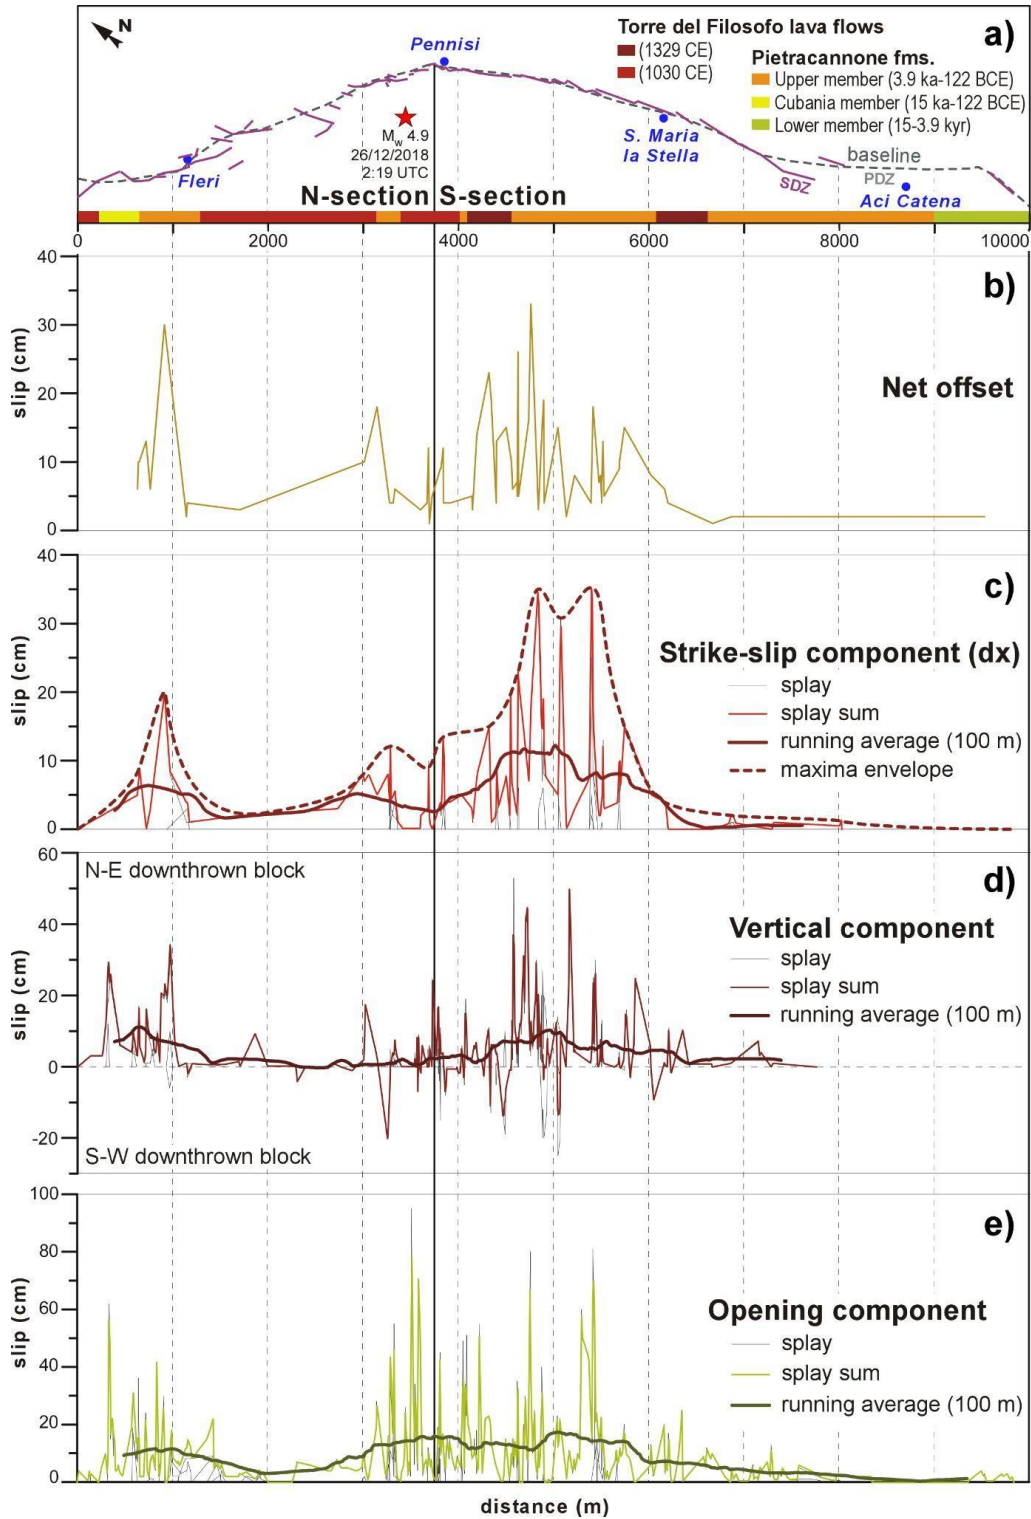 N
a)
Torre del Filosofo lava flows
(1329 CE)
(1030 CE)
Pietracannone fms.
Upper member (3.9 ka-122 BCE)
Cubania member (15 ka-122 BCE)
Lower member (15-3.9 kyr)
Pennisi
Mw 4.9
26/12/2018
2:19 UTC
Fleri
S. Maria
la Stella
baseline
PDZ
SDZ
Aci Catena
N-section S-section
0 2000 4000 6000 8000 10000
b)
Net offset
slip (cm)
40
30
20
10
0
c)
Strike-slip component (dx)
splay
splay sum
running average (100 m)
maxima envelope
slip (cm)
40
30
20
10
0
d)
N-E downthrown block
Vertical component
splay
splay sum
running average (100 m)
slip (cm)
60
40
20
0
-20
S-W downthrown block
e)
Opening component
splay
splay sum
running average (100 m)
slip (cm)
100
80
60
40
20
0
distance (m)